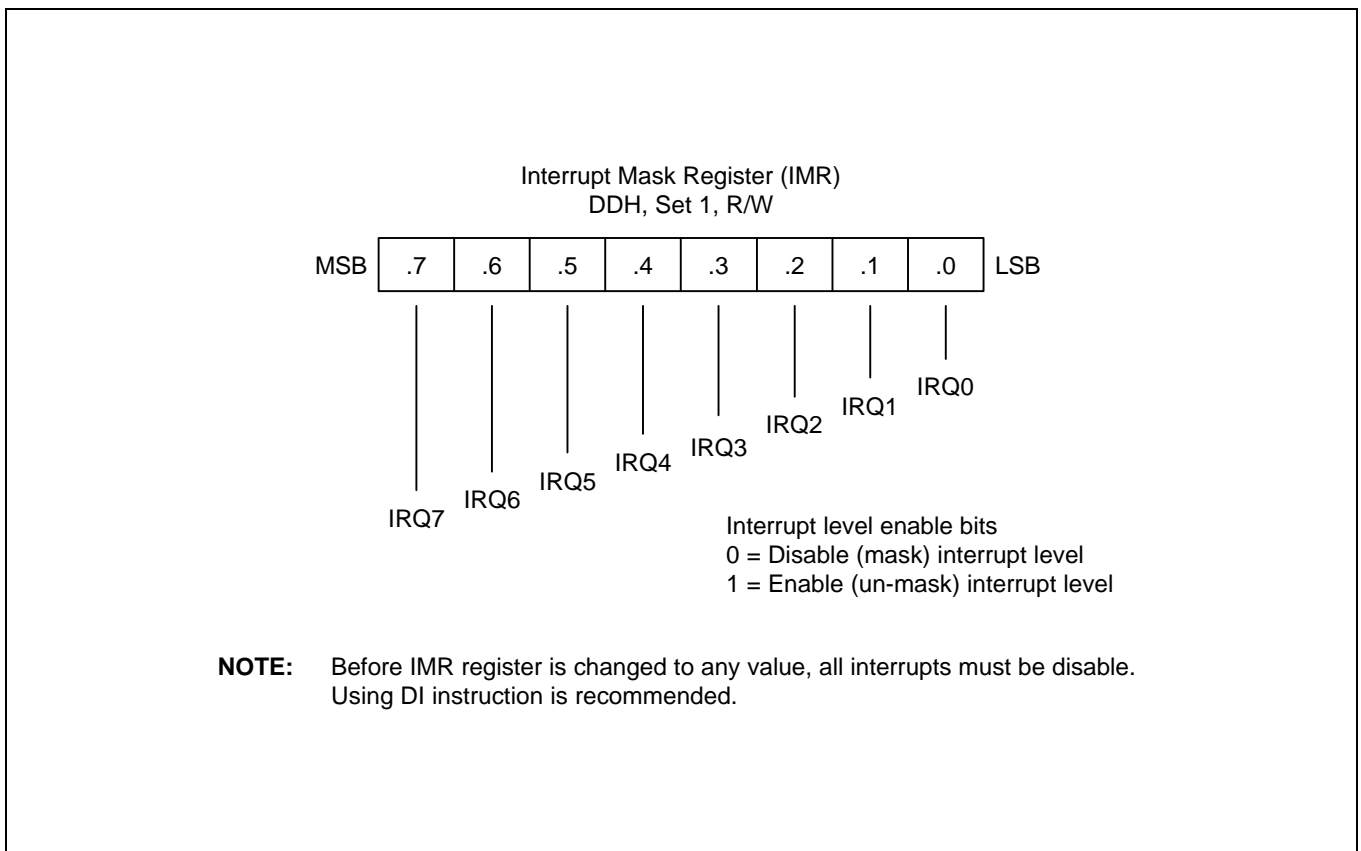 Interrupt Mask Register (IMR)
DDH, Set 1, R/W
MSB .7 .6 .5 .4 .3 .2 .1 .0 LSB
IRQ7 IRQ6 IRQ5 IRQ4 IRQ3 IRQ2 IRQ1 IRQ0
Interrupt level enable bits
0 = Disable (mask) interrupt level
1 = Enable (un-mask) interrupt level
NOTE: Before IMR register is changed to any value, all interrupts must be disable.
Using DI instruction is recommended.